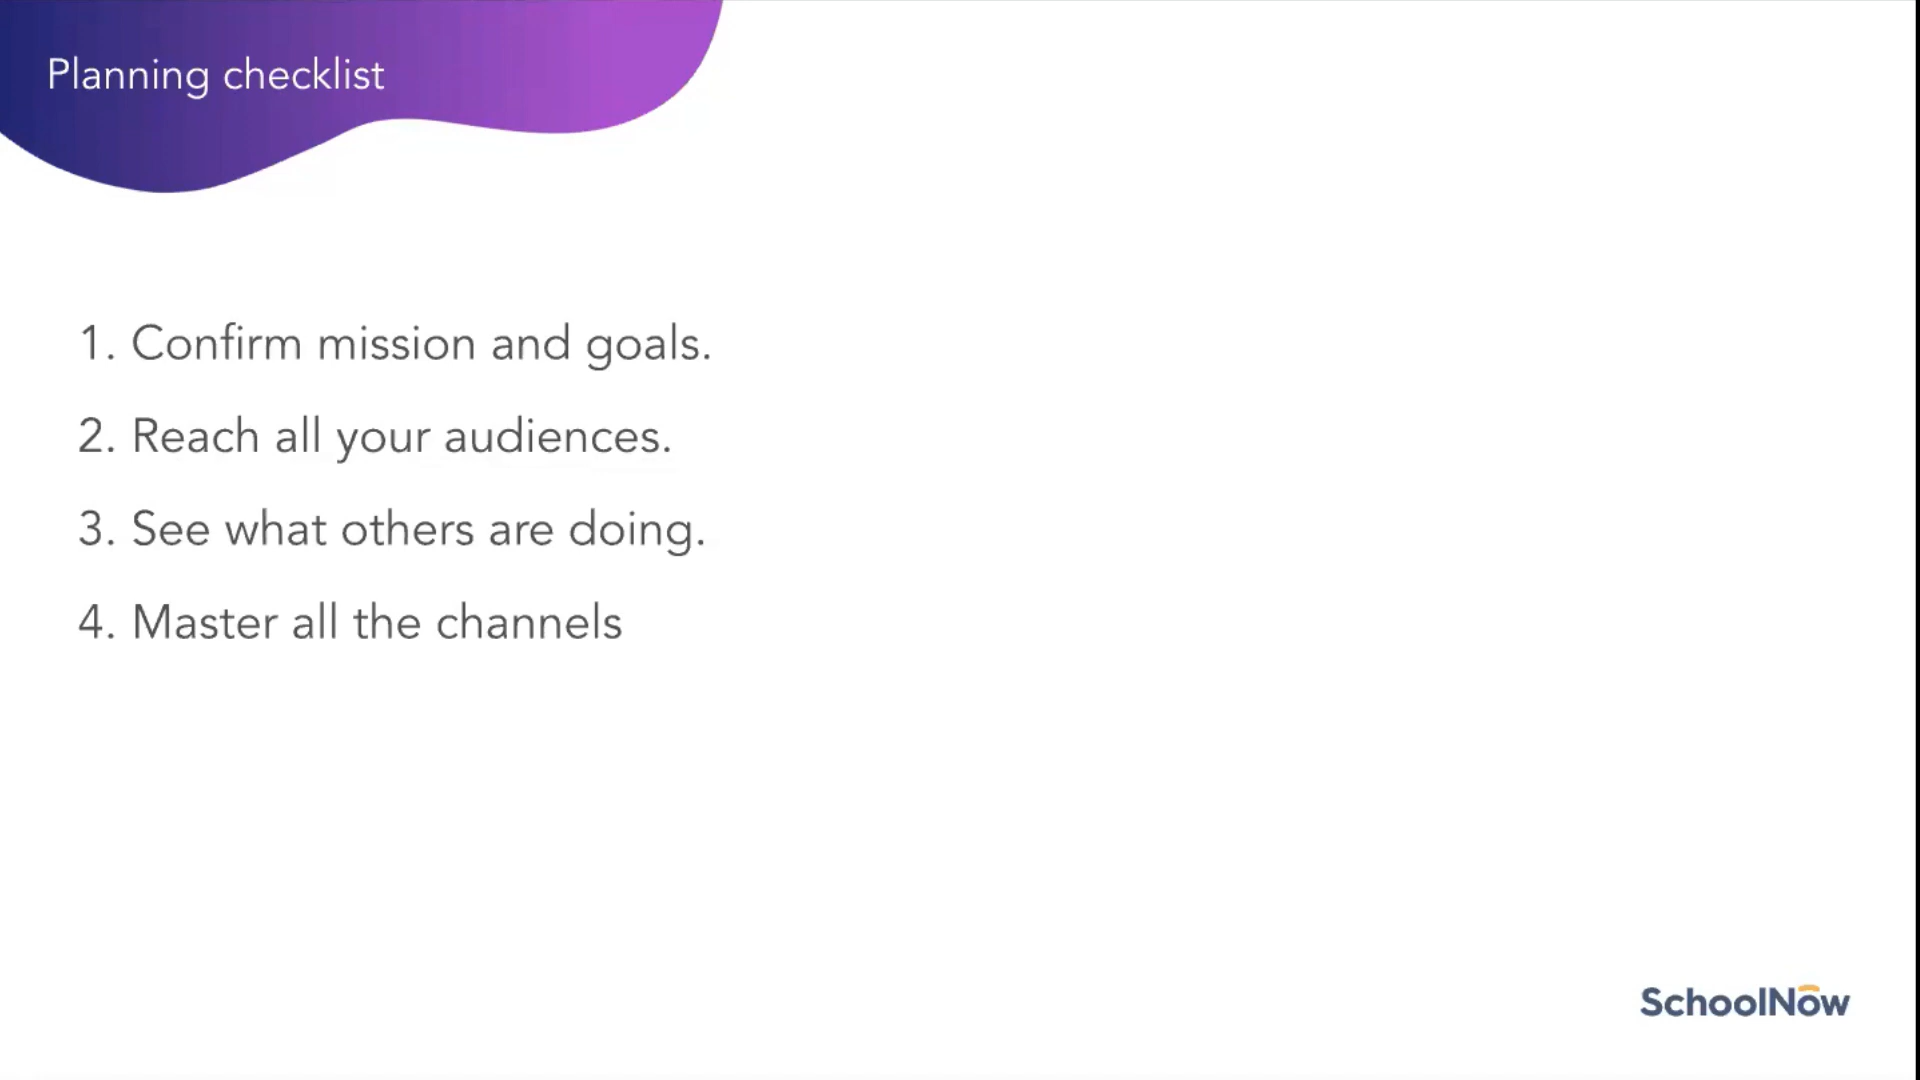 Planning checklist
1. Confirm mission and goals.
2. Reach all your audiences.
3. See what others are doing.
4. Master all the channels
SchoolNow